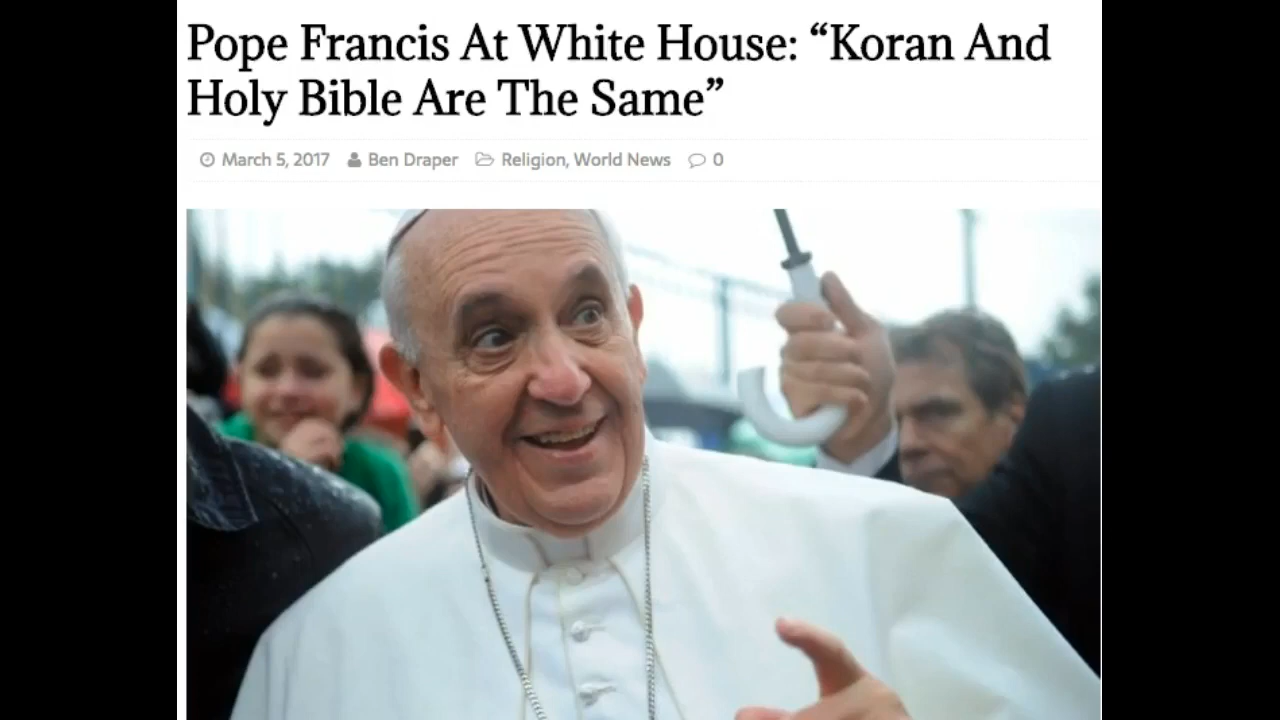 Pope Francis At White House: “Koran And
Holy Bible Are The Same”
March 5, 2017 Ben Draper Religion, World News 0